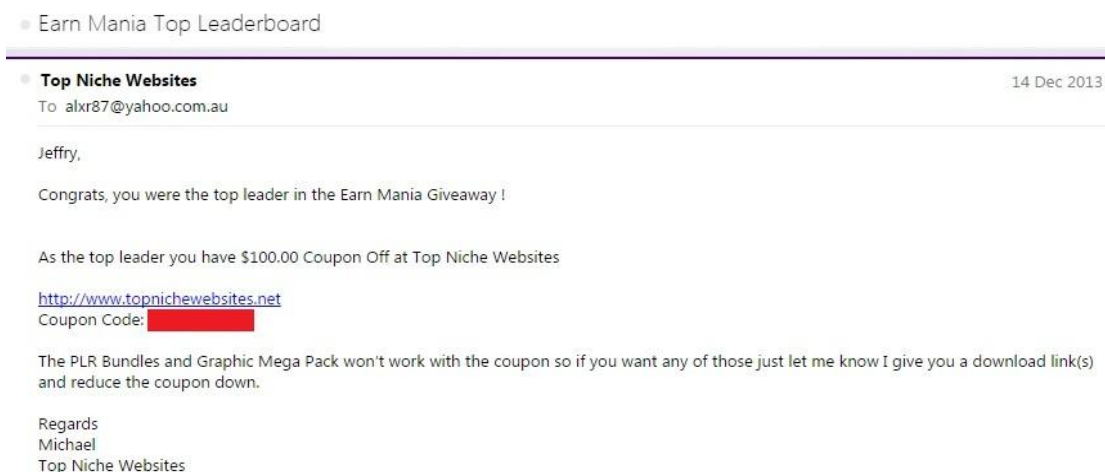 Earn Mania Top Leaderboard
Top Niche Websites
14 Dec 2013
To alxr87@yahoo.com.au
Jeffry,
Congrats, you were the top leader in the Earn Mania Giveaway !
As the top leader you have $100.00 Coupon Off at Top Niche Websites
http://www.topnichewebsites.net
Coupon Code:
The PLR Bundles and Graphic Mega Pack won't work with the coupon so if you want any of those just let me know I give you a download link(s)
and reduce the coupon down.
Regards
Michael
Top Niche Websites